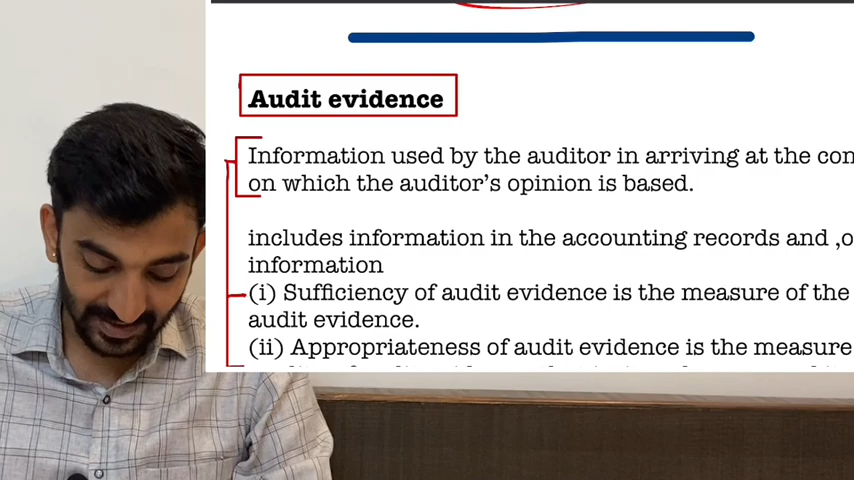 Audit evidence
Information used by the auditor in arriving at the
on which the auditor's opinion is based.
includes information in the accounting records and ,
information
(i) Sufficiency of audit evidence is the measure of the
audit evidence.
(ii) Appropriateness of audit evidence is the measure